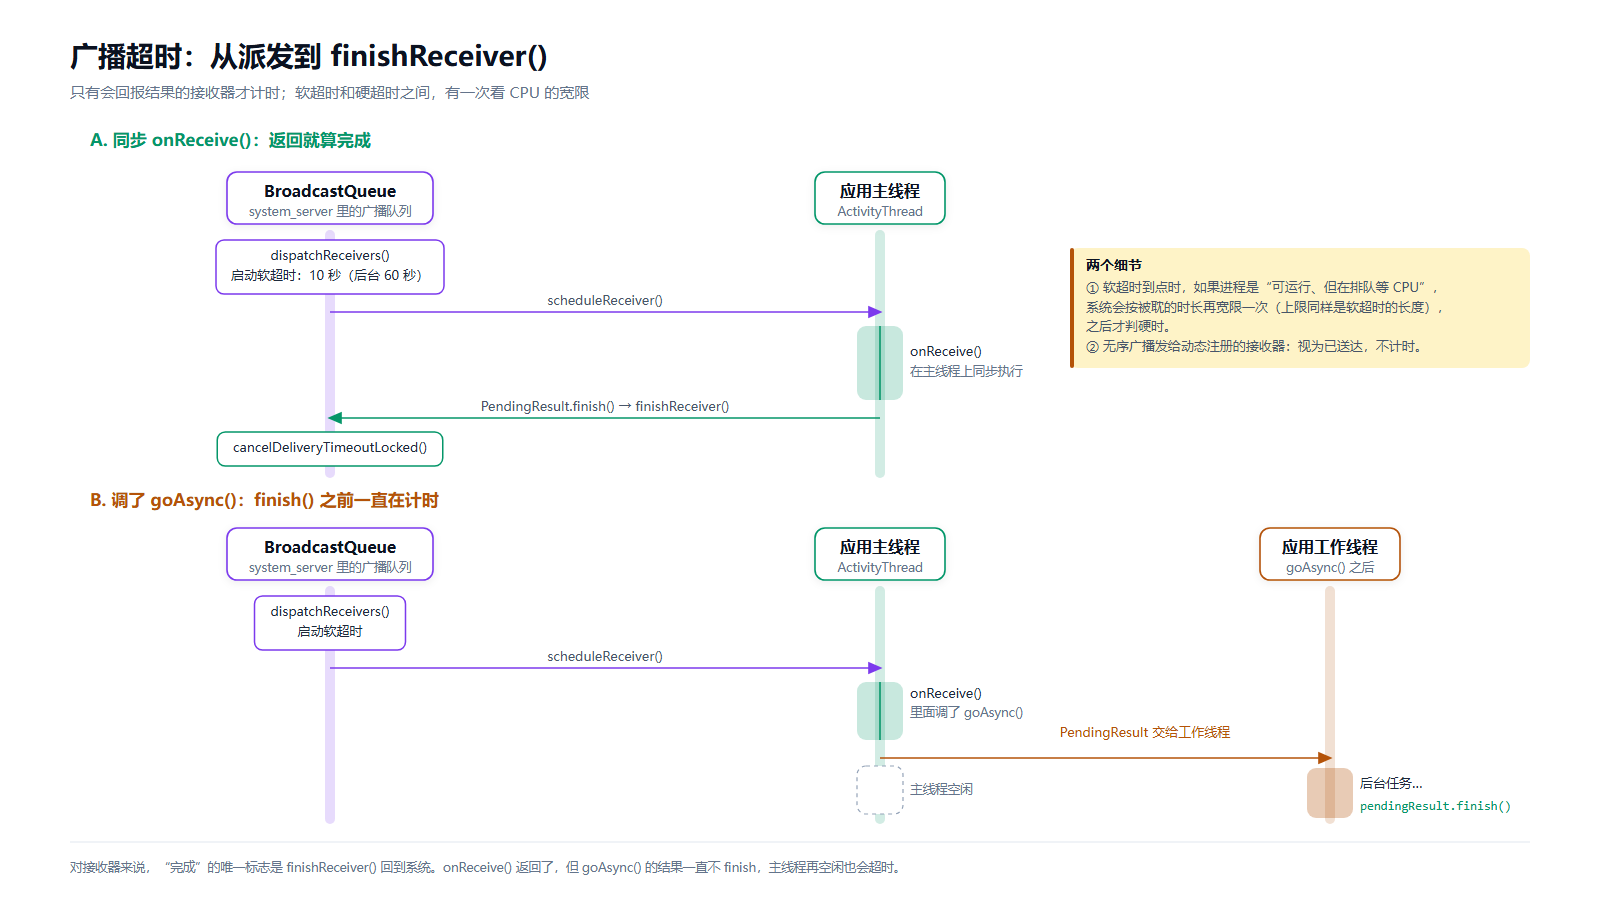 广播超时：从派发到 finishReceiver()
只有会回报结果的接收器才计时；软超时和硬超时之间，有一次看 CPU 的宽限
A. 同步 onReceive()：返回就算完成
BroadcastQueue
system_server 里的广播队列
应用主线程
ActivityThread
dispatchReceivers()
启动软超时：10 秒（后台 60 秒）
scheduleReceiver()
onReceive()
在主线程上同步执行
PendingResult.finish() → finishReceiver()
cancelDeliveryTimeoutLocked()
两个细节
① 软超时到点时，如果进程是“可运行、但在排队等 CPU”，
系统会按被耽的时长再宽限一次（上限同样是软超时的长度），
之后才判硬时。
② 无序广播发给动态注册的接收器：视为已送达，不计时。
B. 调了 goAsync()：finish() 之前一直在计时
BroadcastQueue
system_server 里的广播队列
应用主线程
ActivityThread
应用工作线程
goAsync() 之后
dispatchReceivers()
启动软超时
scheduleReceiver()
onReceive()
里面调了 goAsync()
PendingResult 交给工作线程
主线程空闲
后台任务...
pendingResult.finish()
对接收器来说，“完成”的唯一标志是 finishReceiver() 回到系统。onReceive() 返回了，但 goAsync() 的结果一直不 finish，主线程再空闲也会超时。